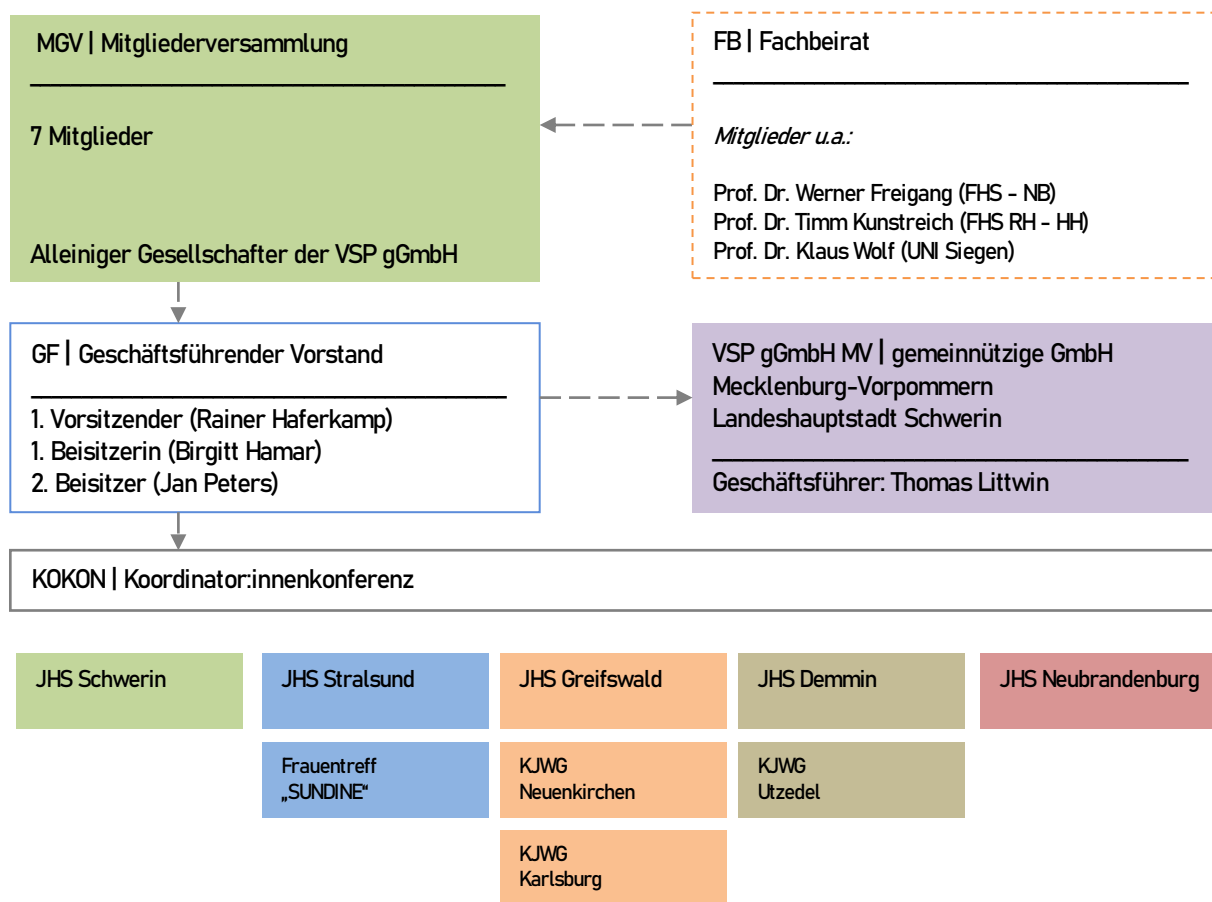 MGV | Mitgliederversammlung
7 Mitglieder
Alleiniger Gesellschafter der VSP gGmbH
FB | Fachbeirat
Mitglieder u.a.:
Prof. Dr. Werner Freigang (FHS - NB)
Prof. Dr. Timm Kunstreich (FHS RH - HH)
Prof. Dr. Klaus Wolf (UNI Siegen)
GF | Geschäftsführender Vorstand
1. Vorsitzender (Rainer Haferkamp)
1. Beisitzerin (Birgitt Hamar)
2. Beisitzer (Jan Peters)
VSP gGmbH MV | gemeinnützige GmbH
Mecklenburg-Vorpommern
Landeshauptstadt Schwerin
Geschäftsführer: Thomas Littwin
KOKON | Koordinator:innenkonferenz
JHS Schwerin
JHS Stralsund
JHS Greifswald
JHS Demmin
JHS Neubrandenburg
Frauentreff
„SUNDINE“
KJWG
Neuenkirchen
KJWG
Utzedel
KJWG
Karlsburg